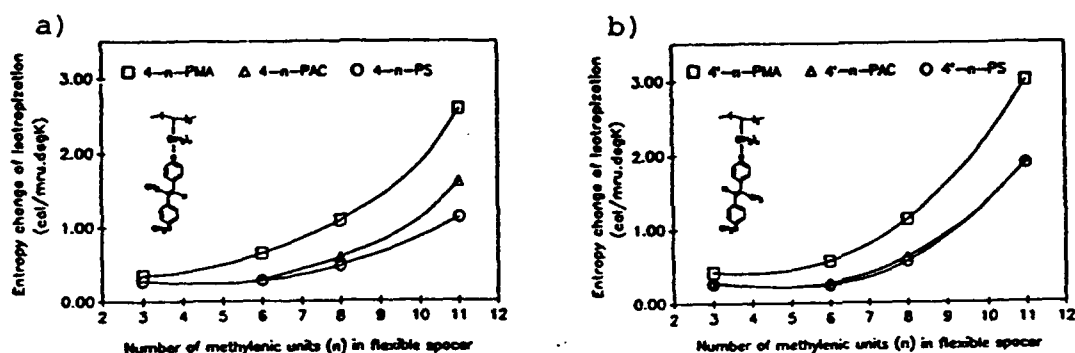 a)
Entropy change of Isotropization
(cal/mru.degK)
3.00
2.00
1.00
0.00
4-n-PMA 4-n-PAC 4-n-PS
2 3 4 5 6 7 8 9 10 11 12
Number of methylenic units (n) in flexible spacer
b)
Entropy change of Isotropization
(cal/mru.degK)
3.00
2.00
1.00
0.00
4'-n-PMA 4'-n-PAC 4'-n-PS
2 3 4 5 6 7 8 9 10 11 12
Number of methylenic units (n) in flexible spacer